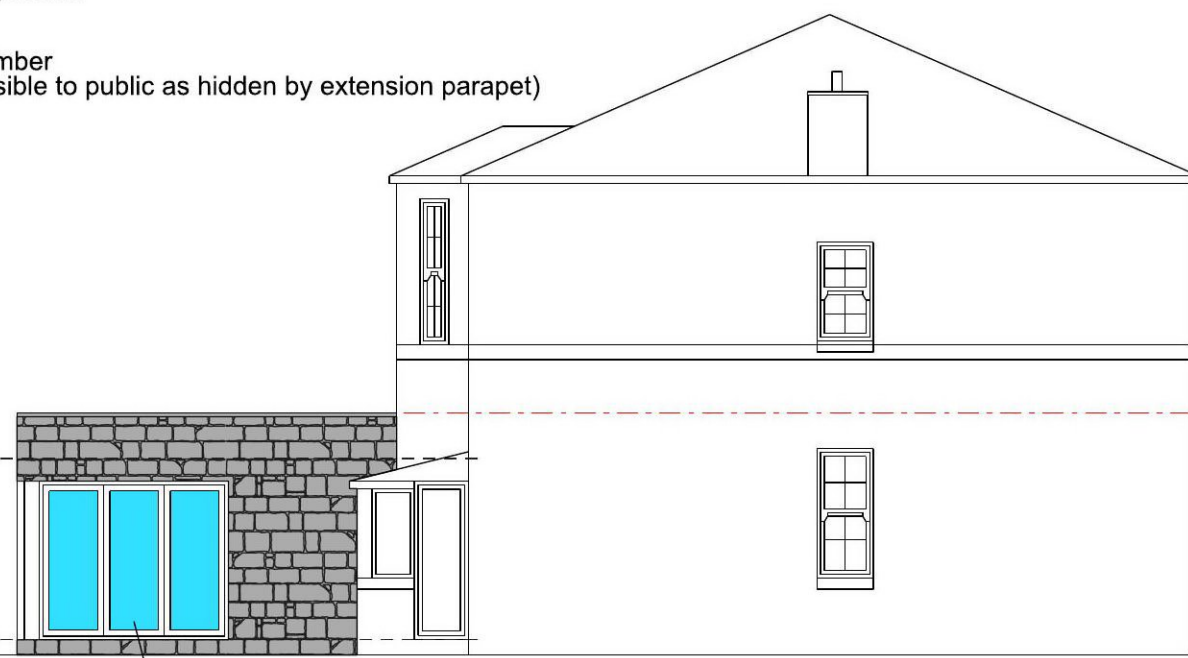 mber
sible to public as hidden by extension parapet)